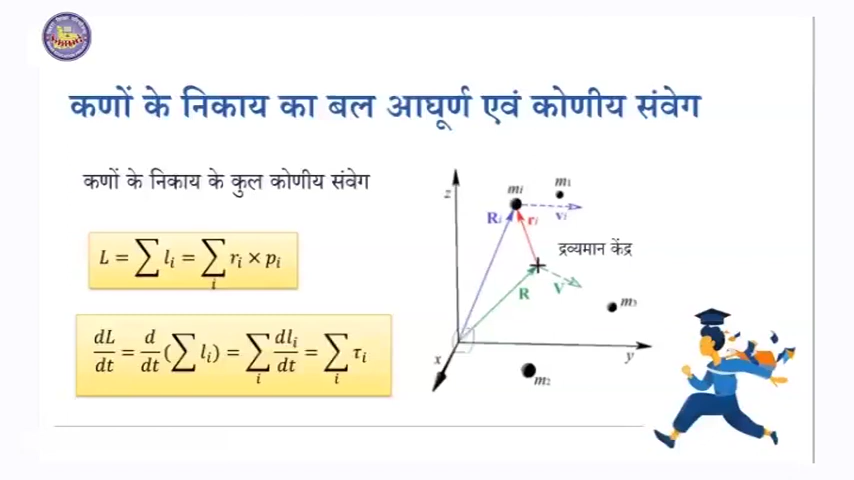 कणों के निकाय का बल आघूर्ण एवं कोणीय संवेग
कणों के निकाय के कुल कोणीय संवेग
L = ∑ lᵢ = ∑ᵢ rᵢ × pᵢ
dL/dt = d/dt (∑ lᵢ) = ∑ᵢ dlᵢ/dt = ∑ᵢ τᵢ
z
mᵢ
m₁
Rᵢ
rᵢ
vᵢ
द्रव्यमान केंद्र
R
V
m₃
x
y
m₂